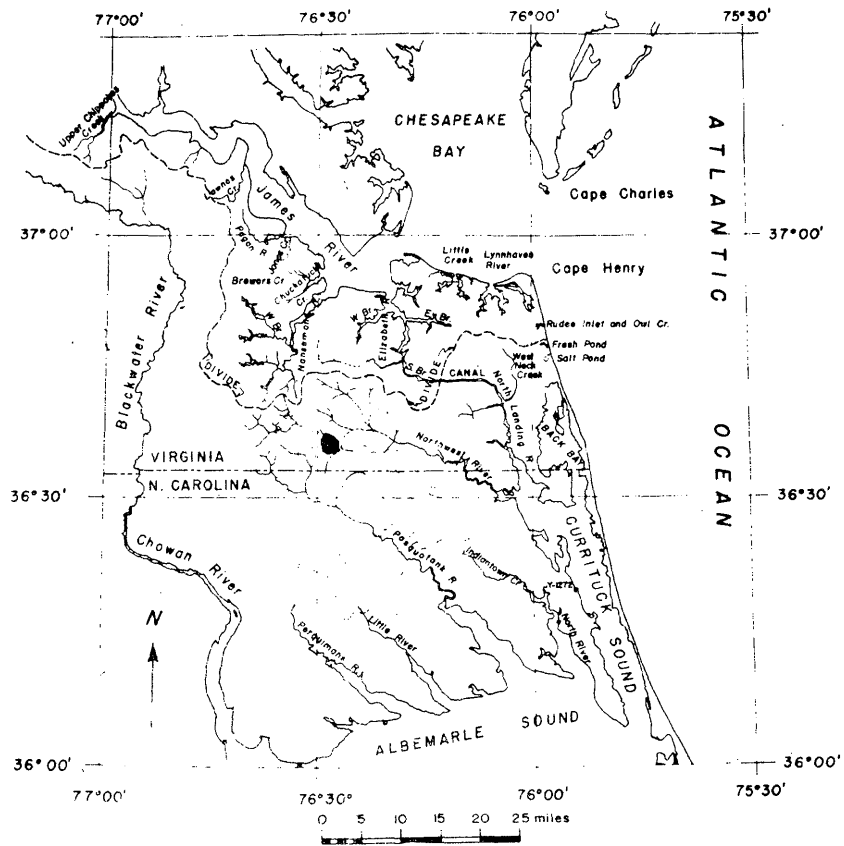 77°00'
76°30'
76°00'
75°30'
Upper Chipokes
Creek
CHESAPEAKE
BAY
ATLANTIC
OCEAN
Cape Charles
Lawnes
Cr.
James
River
37°00'
37°00'
Pagan R.
Jones Cr.
Little
Creek
Lynnhaven
River
Cape Henry
Brewers Cr
Chuckatuck
Cr.
W. Br.
Nansemond
W. Br.
Elizabeth
E. Br.
Rudee Inlet and Owl Cr.
Fresh Pond
Salt Pond
West
Neck
Creek
Blackwater River
DIVIDE
S. Br.
DIVIDE
CANAL
North
Landing R.
BACK BAY
Northwest River
VIRGINIA
N. CAROLINA
36°30'
36°30'
Chowan
River
Pasquotank R.
Indiantown Cr.
CURRITUCK
SOUND
North River
N
Little River
Perquimans R.
ALBEMARLE SOUND
36°00'
36°00'
77°00'
76°30'
76°00'
75°30'
0 5 10 15 20 25 miles